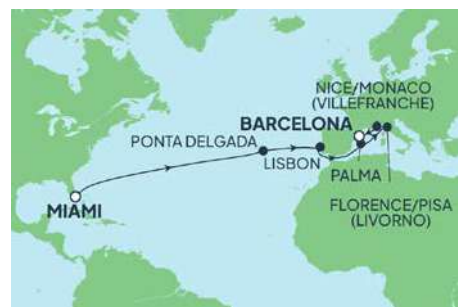 NICE/MONACO
(VILLEFRANCHE)
BARCELONA
PONTA DELGADA
LISBON
PALMA
MIAMI
FLORENCE/PISA
(LIVORNO)